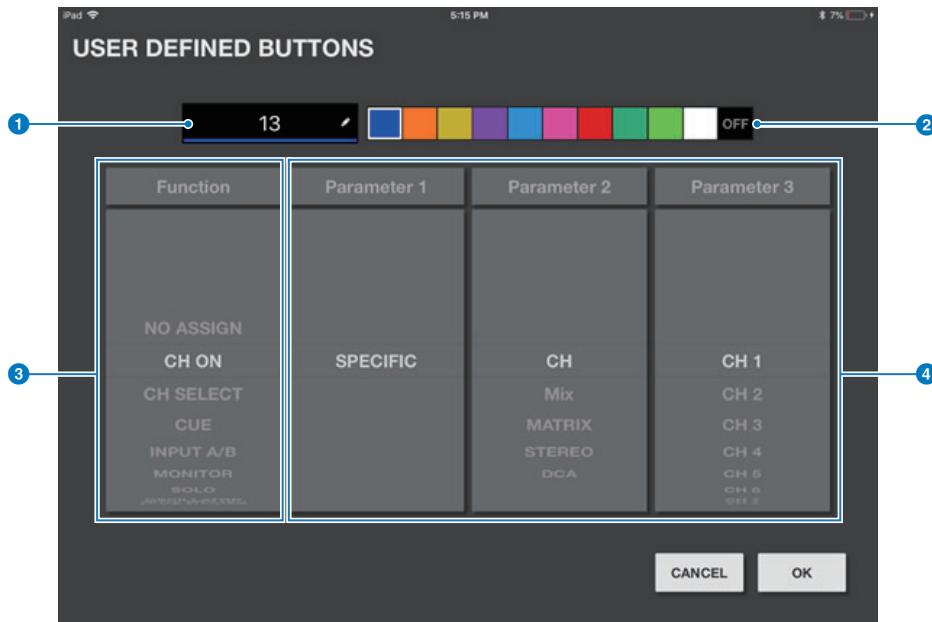 iPad 5:15 PM 7%
USER DEFINED BUTTONS
1 13 OFF 2
Function Parameter 1 Parameter 2 Parameter 3
NO ASSIGN
3 CH ON SPECIFIC CH CH 1 4
CH SELECT Mix CH 2
CUE MATRIX CH 3
INPUT A/B STEREO CH 4
MONITOR DCA CH 5
SOLO CH 6
CANCEL OK